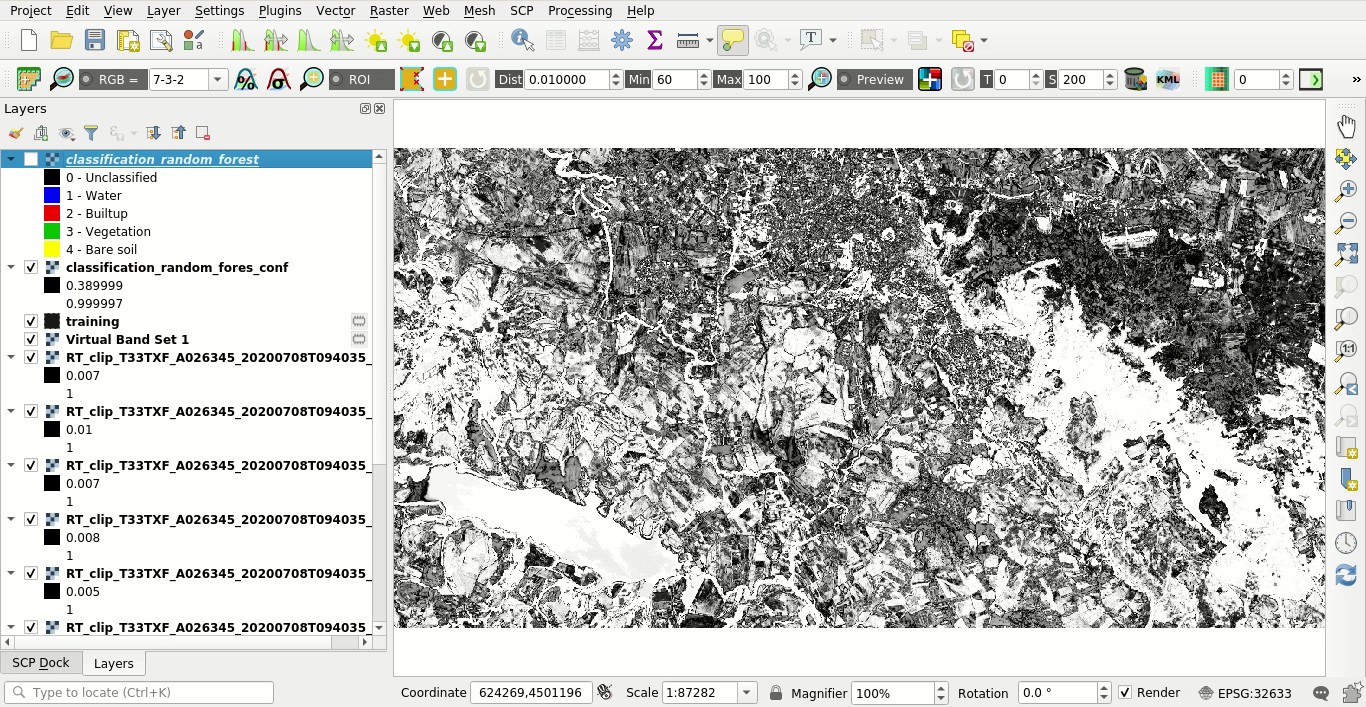 Project Edit View Layer Settings Plugins Vector Raster Web Mesh SCP Processing Help
T
RGB = 7-3-2 ROI Dist 0.010000 Min 60 Max 100 Preview T 0 S 200 KML 0 »
Layers
classification_random_forest
0 - Unclassified
1 - Water
2 - Builtup
3 - Vegetation
4 - Bare soil
classification_random_fores_conf
0.389999
0.999997
training
Virtual Band Set 1
RT_clip_T33TXF_A026345_20200708T094035_
0.007
1
RT_clip_T33TXF_A026345_20200708T094035_
0.01
1
RT_clip_T33TXF_A026345_20200708T094035_
0.007
1
RT_clip_T33TXF_A026345_20200708T094035_
0.008
1
RT_clip_T33TXF_A026345_20200708T094035_
0.005
1
RT_clip_T33TXF_A026345_20200708T094035_
1:1
SCP Dock Layers
Type to locate (Ctrl+K) Coordinate 624269,4501196 Scale 1:87282 Magnifier 100% Rotation 0.0 ° Render EPSG:32633